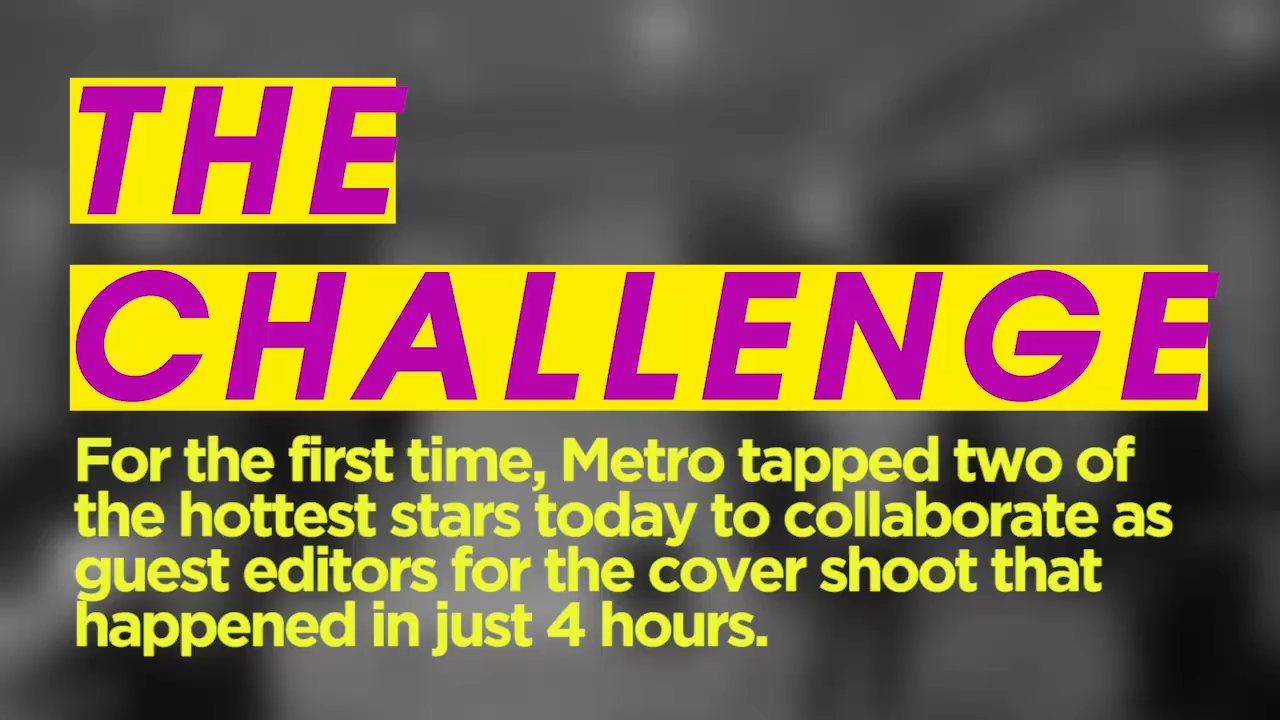 THE
CHALLENGE
For the first time, Metro tapped two of
the hottest stars today to collaborate as
guest editors for the cover shoot that
happened in just 4 hours.